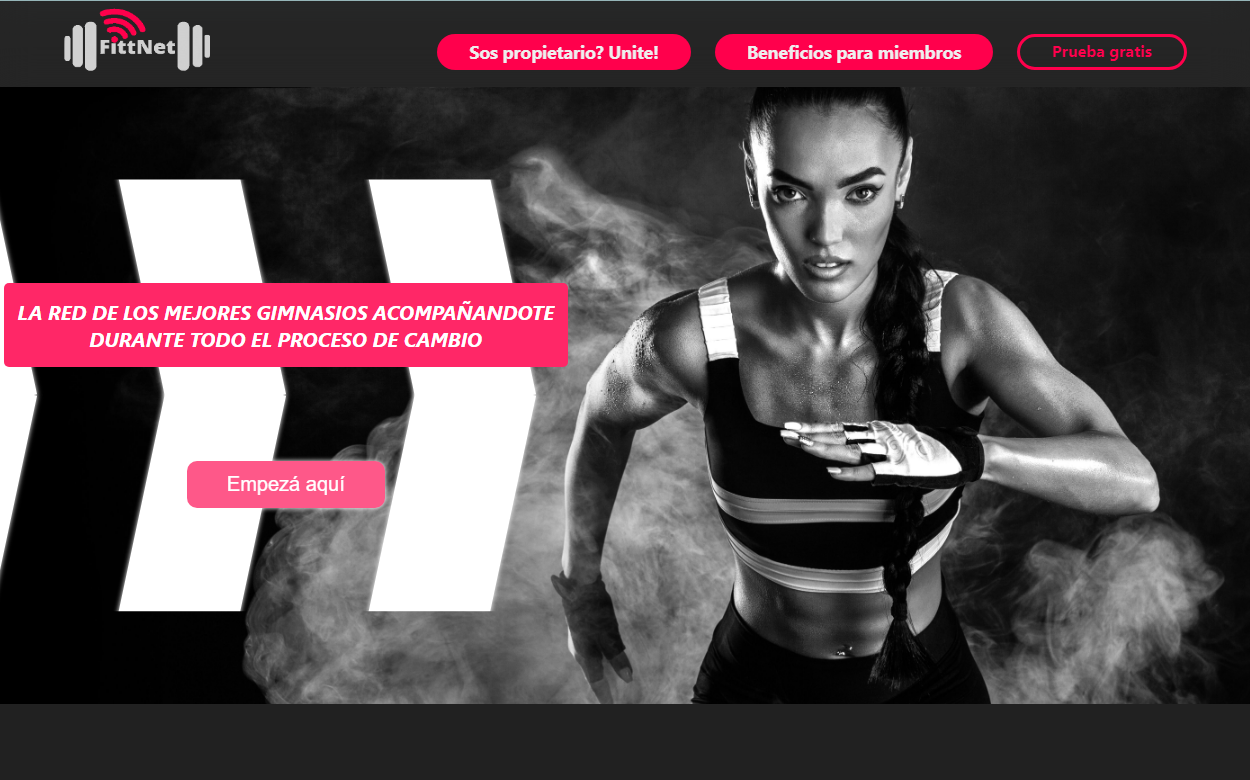 FittNet
Sos propietario? Unite!
Beneficios para miembros
Prueba gratis
LA RED DE LOS MEJORES GIMNASIOS ACOMPAÑANDOTE
DURANTE TODO EL PROCESO DE CAMBIO
Empezá aquí